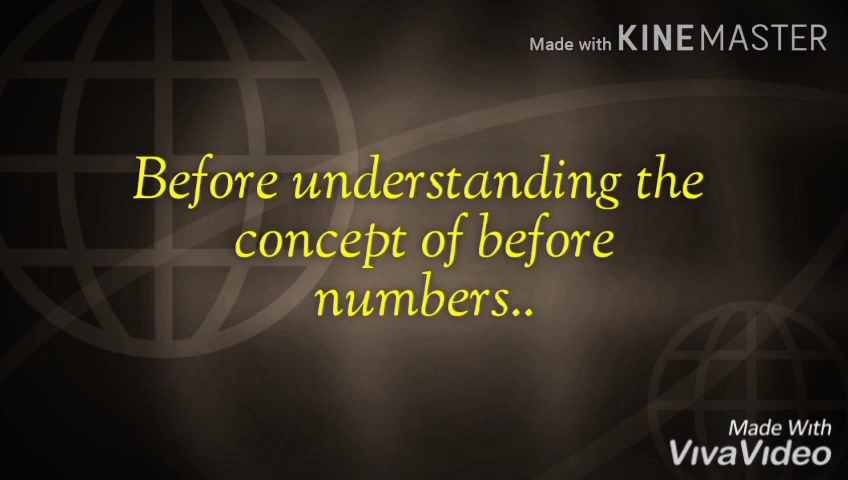 Made with KINEMASTER
Before understanding the
concept of before
numbers..
Made With
VivaVideo